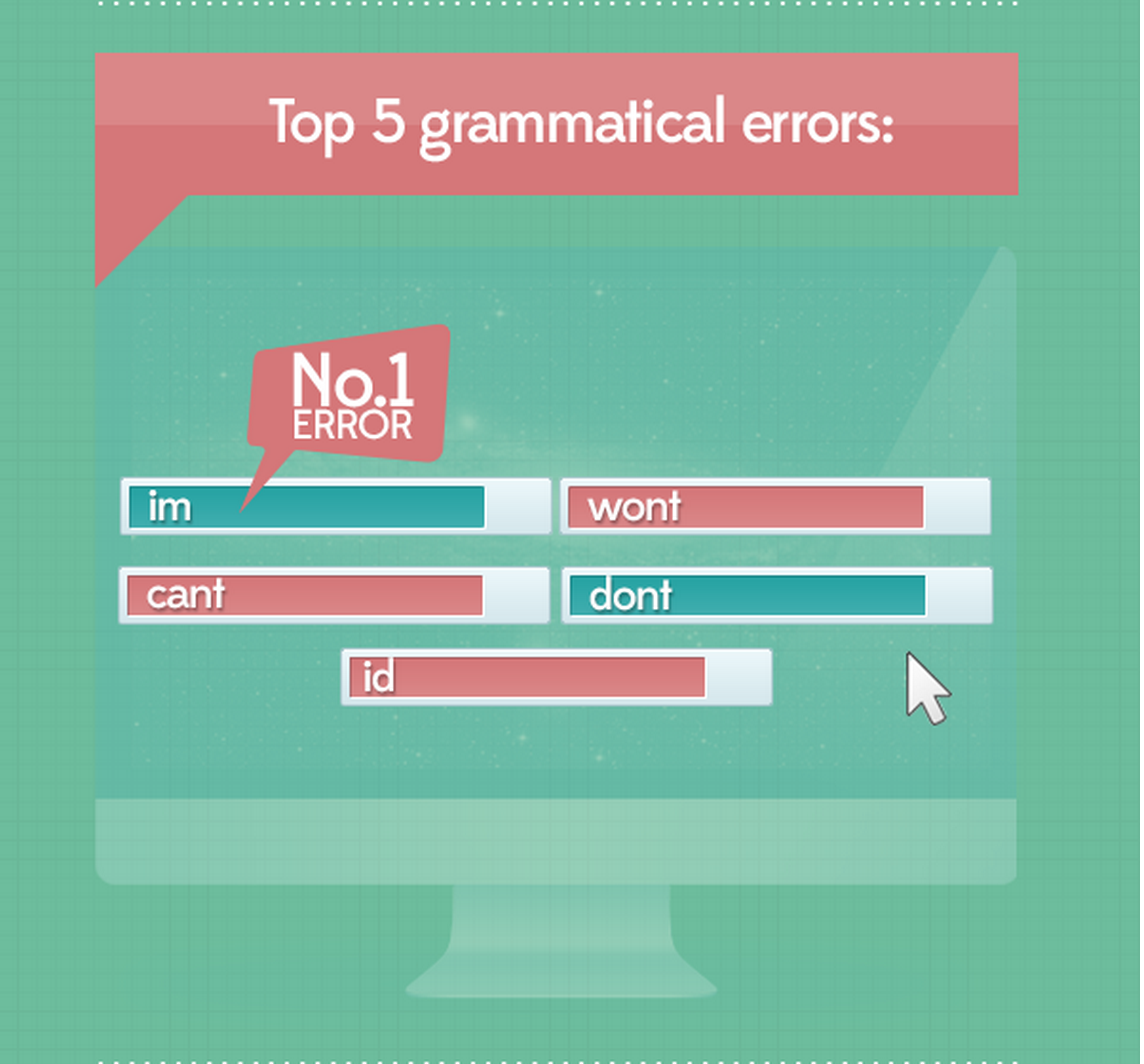 Top 5 grammatical errors:
No.1
ERROR
im
wont
cant
dont
id